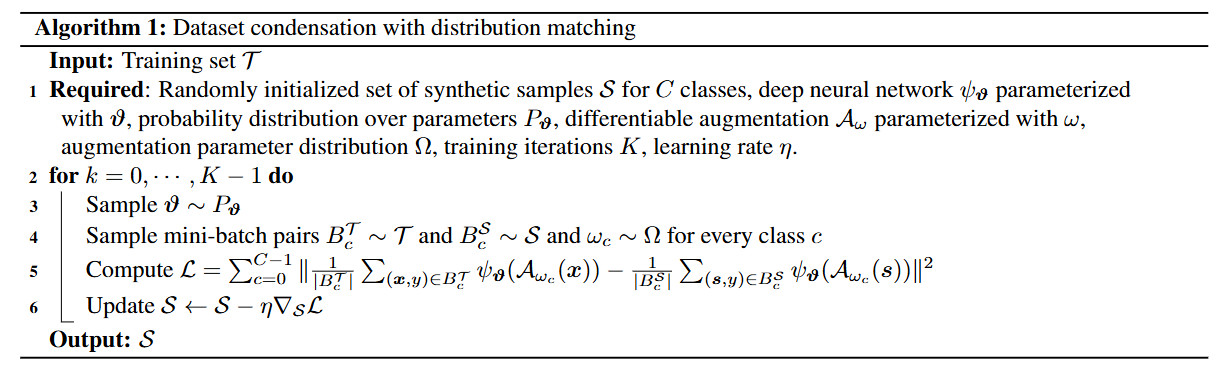 Algorithm 1: Dataset condensation with distribution matching
Input: Training set 𝒯
1 Required: Randomly initialized set of synthetic samples 𝒮 for C classes, deep neural network ψ_ϑ parameterized
with ϑ, probability distribution over parameters P_ϑ, differentiable augmentation 𝒜_ω parameterized with ω,
augmentation parameter distribution Ω, training iterations K, learning rate η.
2 for k = 0, ⋯ , K − 1 do
3 Sample ϑ ∼ P_ϑ
4 Sample mini-batch pairs B_c^𝒯 ∼ 𝒯 and B_c^𝒮 ∼ 𝒮 and ω_c ∼ Ω for every class c
5 Compute ℒ = ∑_{c=0}^{C−1} ‖ \frac{1}{|B_c^𝒯|} ∑_{(x,y)∈B_c^𝒯} ψ_ϑ(𝒜_{ω_c}(x)) − \frac{1}{|B_c^𝒮|} ∑_{(s,y)∈B_c^𝒮} ψ_ϑ(𝒜_{ω_c}(s))‖²
6 Update 𝒮 ← 𝒮 − η∇_𝒮ℒ
Output: 𝒮